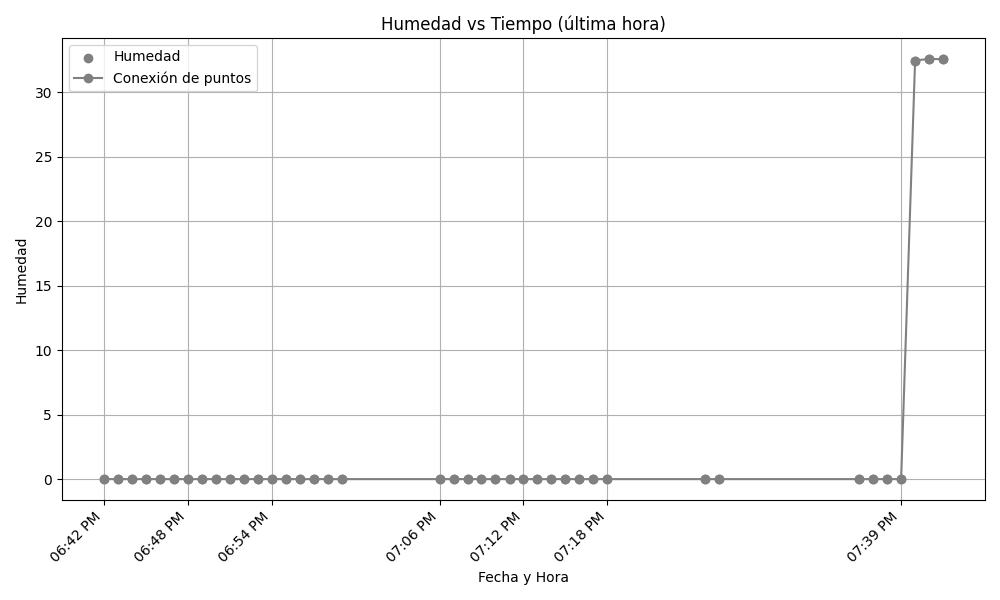 Humedad vs Tiempo (última hora)
Humedad
Conexión de puntos
30
25
20
15
10
5
0
Humedad
06:42 PM
06:48 PM
06:54 PM
07:06 PM
07:12 PM
07:18 PM
07:39 PM
Fecha y Hora